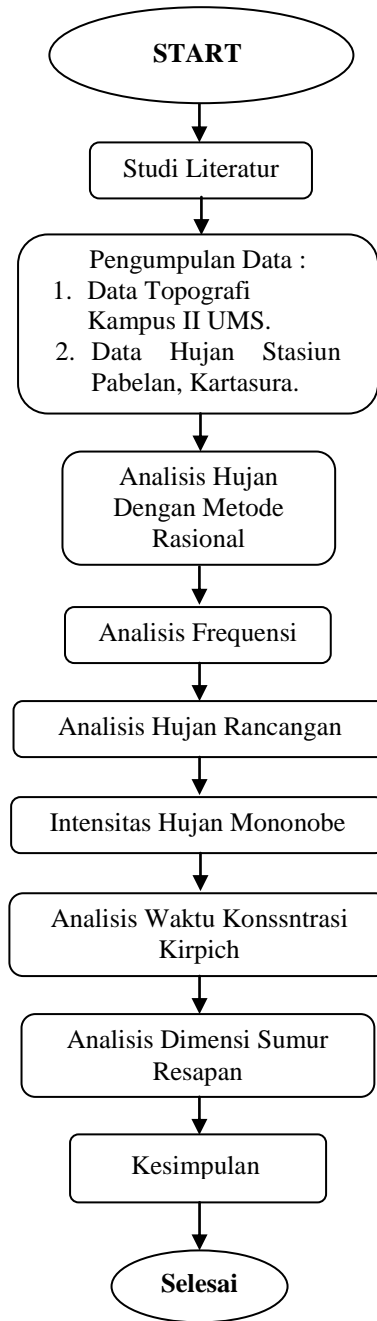 START
Studi Literatur
Pengumpulan Data :
1. Data Topografi
Kampus II UMS.
2. Data Hujan Stasiun
Pabelan, Kartasura.
Analisis Hujan
Dengan Metode
Rasional
Analisis Frequensi
Analisis Hujan Rancangan
Intensitas Hujan Mononobe
Analisis Waktu Konssntrasi
Kirpich
Analisis Dimensi Sumur
Resapan
Kesimpulan
Selesai